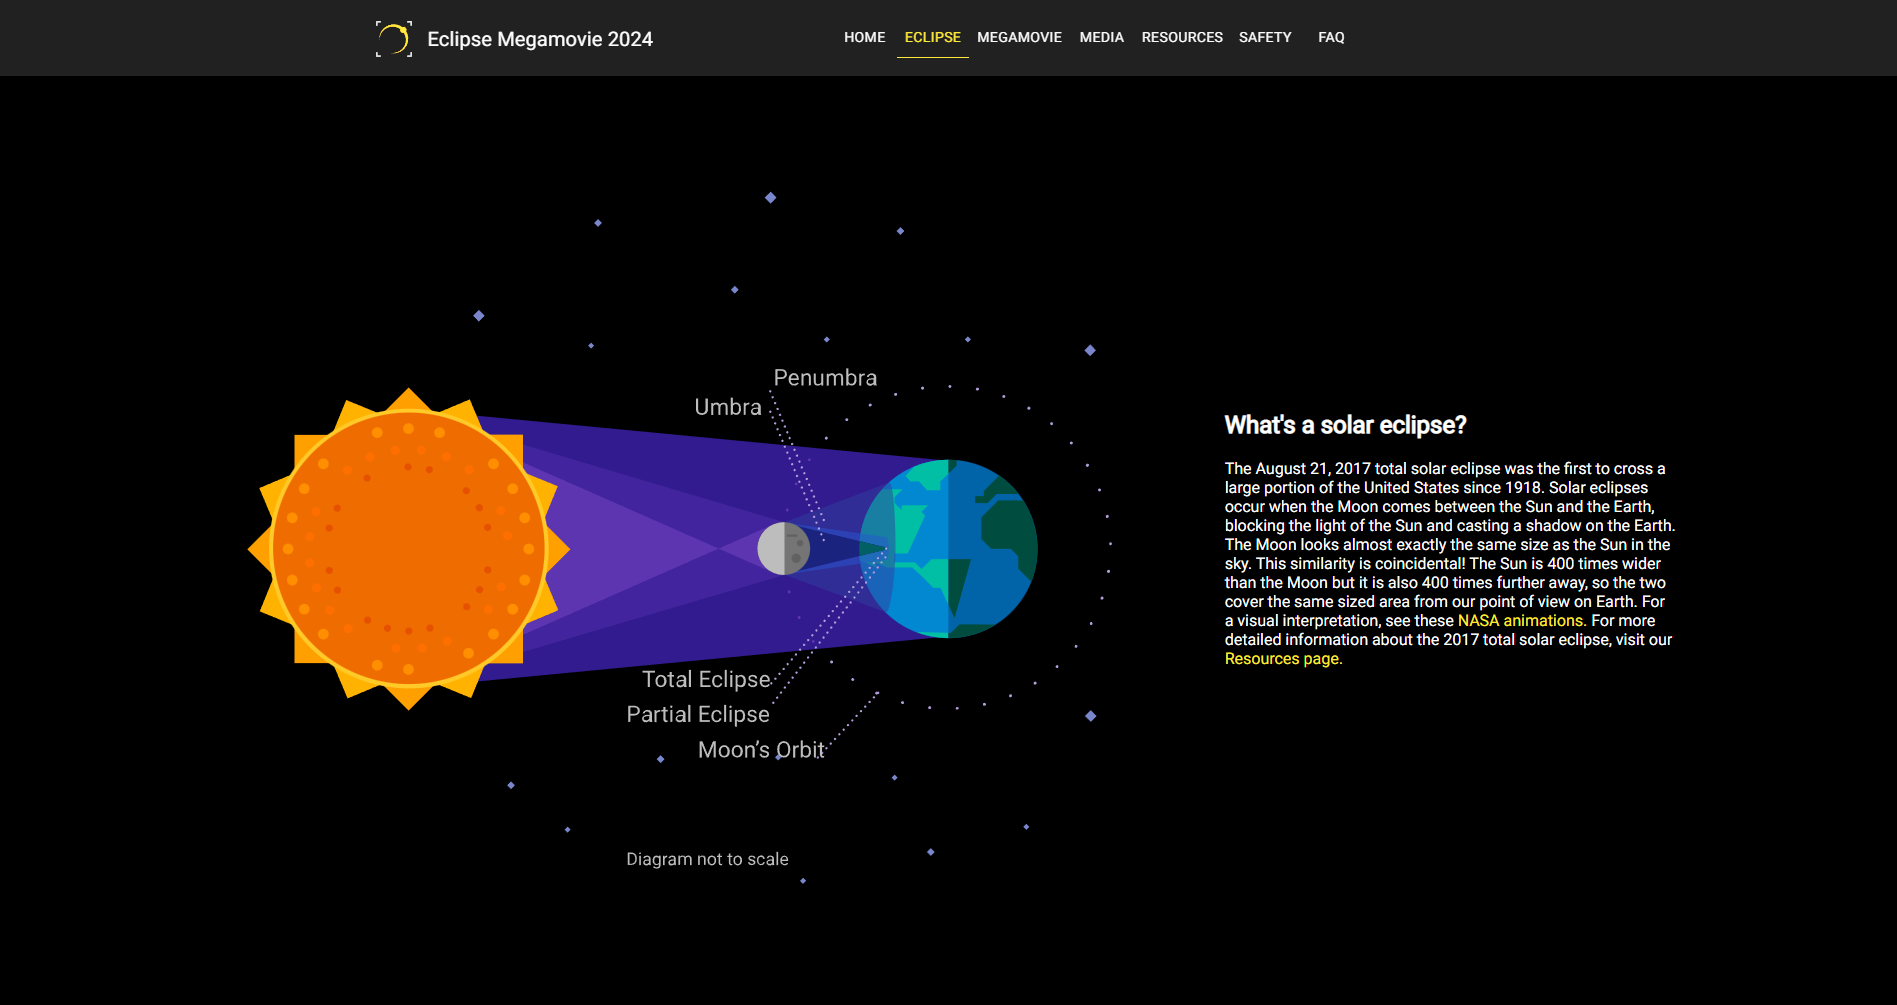 Eclipse Megamovie 2024
HOME ECLIPSE MEGAMOVIE MEDIA RESOURCES SAFETY FAQ
Penumbra
Umbra
Total Eclipse
Partial Eclipse
Moon's Orbit
Diagram not to scale
What's a solar eclipse?
The August 21, 2017 total solar eclipse was the first to cross a
large portion of the United States since 1918. Solar eclipses
occur when the Moon comes between the Sun and the Earth,
blocking the light of the Sun and casting a shadow on the Earth.
The Moon looks almost exactly the same size as the Sun in the
sky. This similarity is coincidental! The Sun is 400 times wider
than the Moon but it is also 400 times further away, so the two
cover the same sized area from our point of view on Earth. For
a visual interpretation, see these NASA animations. For more
detailed information about the 2017 total solar eclipse, visit our
Resources page.